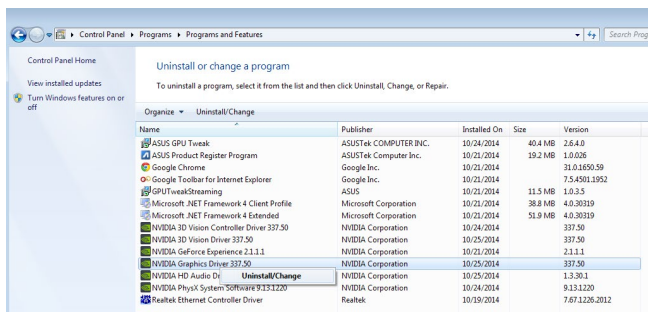 Control Panel ▸ Programs ▸ Programs and Features
Search Prog
Control Panel Home
View installed updates
Turn Windows features on or off
Uninstall or change a program
To uninstall a program, select it from the list and then click Uninstall, Change, or Repair.
Organize Uninstall/Change
Name Publisher Installed On Size Version
ASUS GPU Tweak ASUSTek COMPUTER INC. 10/24/2014 40.4 MB 2.6.4.0
ASUS Product Register Program ASUSTek Computer Inc. 10/21/2014 19.2 MB 1.0.026
Google Chrome Google Inc. 10/21/2014 31.0.1650.59
Google Toolbar for Internet Explorer Google Inc. 10/21/2014 7.5.4501.1952
GPUTweakStreaming ASUS 10/21/2014 11.5 MB 1.0.3.5
Microsoft .NET Framework 4 Client Profile Microsoft Corporation 10/21/2014 38.8 MB 4.0.30319
Microsoft .NET Framework 4 Extended Microsoft Corporation 10/21/2014 51.9 MB 4.0.30319
NVIDIA 3D Vision Controller Driver 337.50 NVIDIA Corporation 10/24/2014 337.50
NVIDIA 3D Vision Driver 337.50 NVIDIA Corporation 10/25/2014 337.50
NVIDIA GeForce Experience 2.1.1.1 NVIDIA Corporation 10/21/2014 2.1.1.1
NVIDIA Graphics Driver 337.50 NVIDIA Corporation 10/25/2014 337.50
NVIDIA HD Audio Dr Uninstall/Change NVIDIA Corporation 10/25/2014 1.3.30.1
NVIDIA PhysX System Software 9.13.1220 NVIDIA Corporation 10/24/2014 9.13.1220
Realtek Ethernet Controller Driver Realtek 10/19/2014 7.67.1226.2012